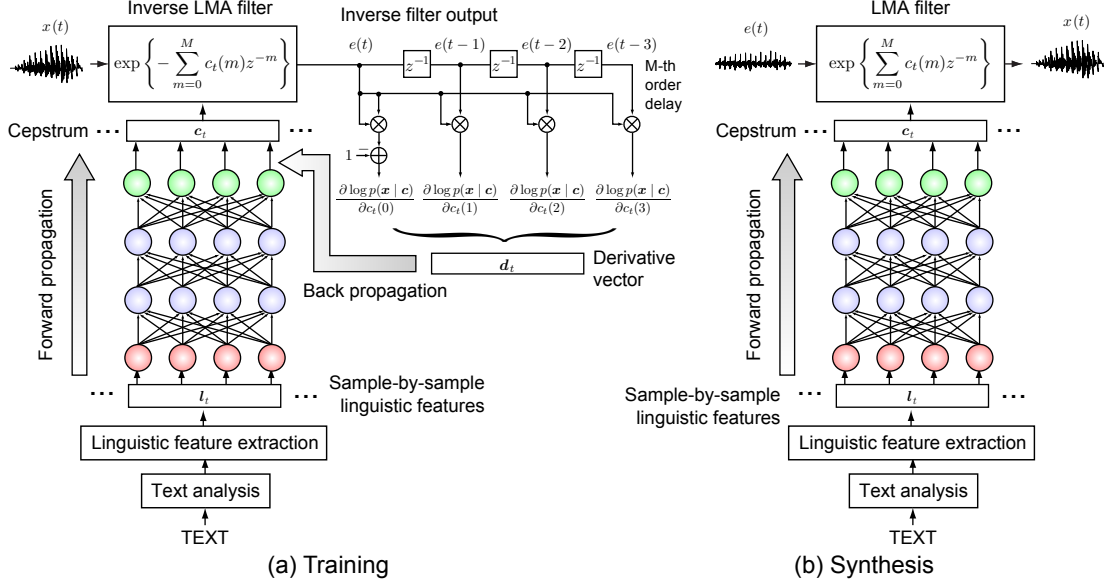 Inverse LMA filter
x(t)
exp { − ∑_{m=0}^{M} c_t(m)z^{−m} }
Inverse filter output
e(t) e(t − 1) e(t − 2) e(t − 3)
z^{−1} z^{−1} z^{−1}
M-th
order
delay
Cepstrum ... c_t ...
1 −
∂ log p(x | c) / ∂c_t(0) ∂ log p(x | c) / ∂c_t(1) ∂ log p(x | c) / ∂c_t(2) ∂ log p(x | c) / ∂c_t(3)
d_t
Derivative
vector
Back propagation
Forward propagation
... l_t ...
Sample-by-sample
linguistic features
Linguistic feature extraction
Text analysis
TEXT
(a) Training
LMA filter
e(t)
exp { ∑_{m=0}^{M} c_t(m)z^{−m} }
x(t)
Cepstrum ... c_t ...
Forward propagation
Sample-by-sample
linguistic features
... l_t ...
Linguistic feature extraction
Text analysis
TEXT
(b) Synthesis